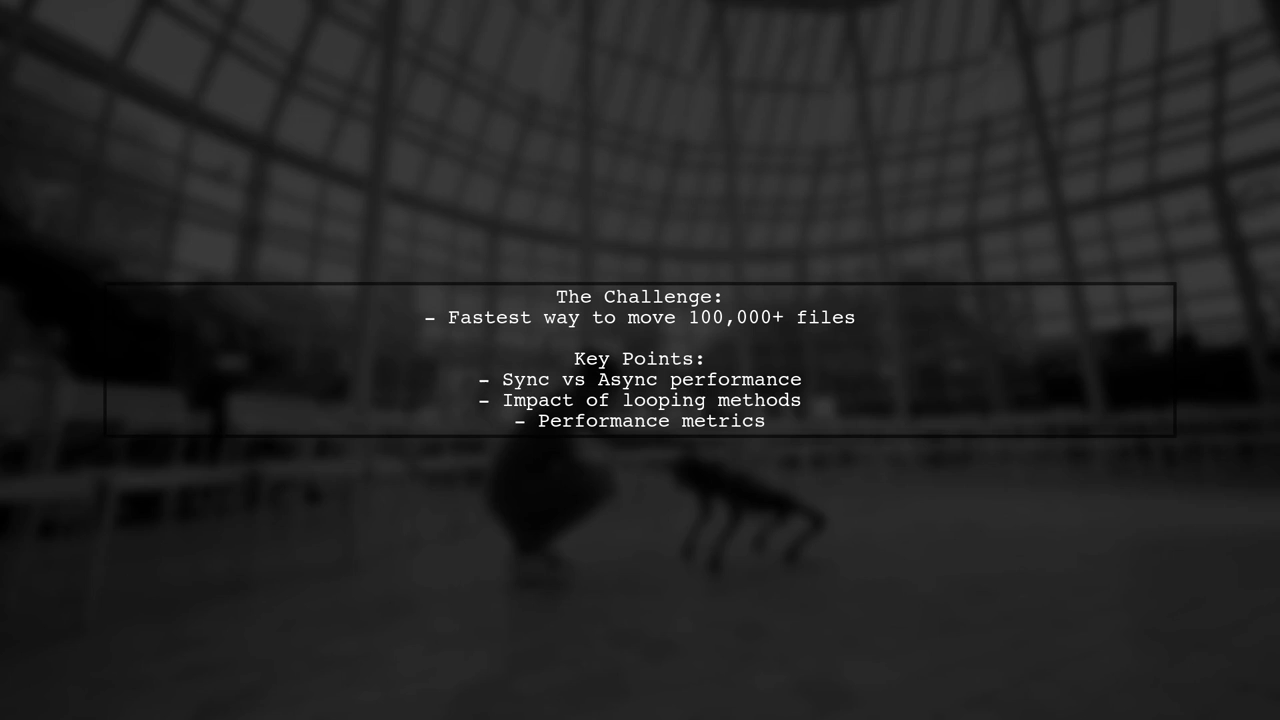 The Challenge:
- Fastest way to move 100,000+ files
Key Points:
- Sync vs Async performance
- Impact of looping methods
- Performance metrics